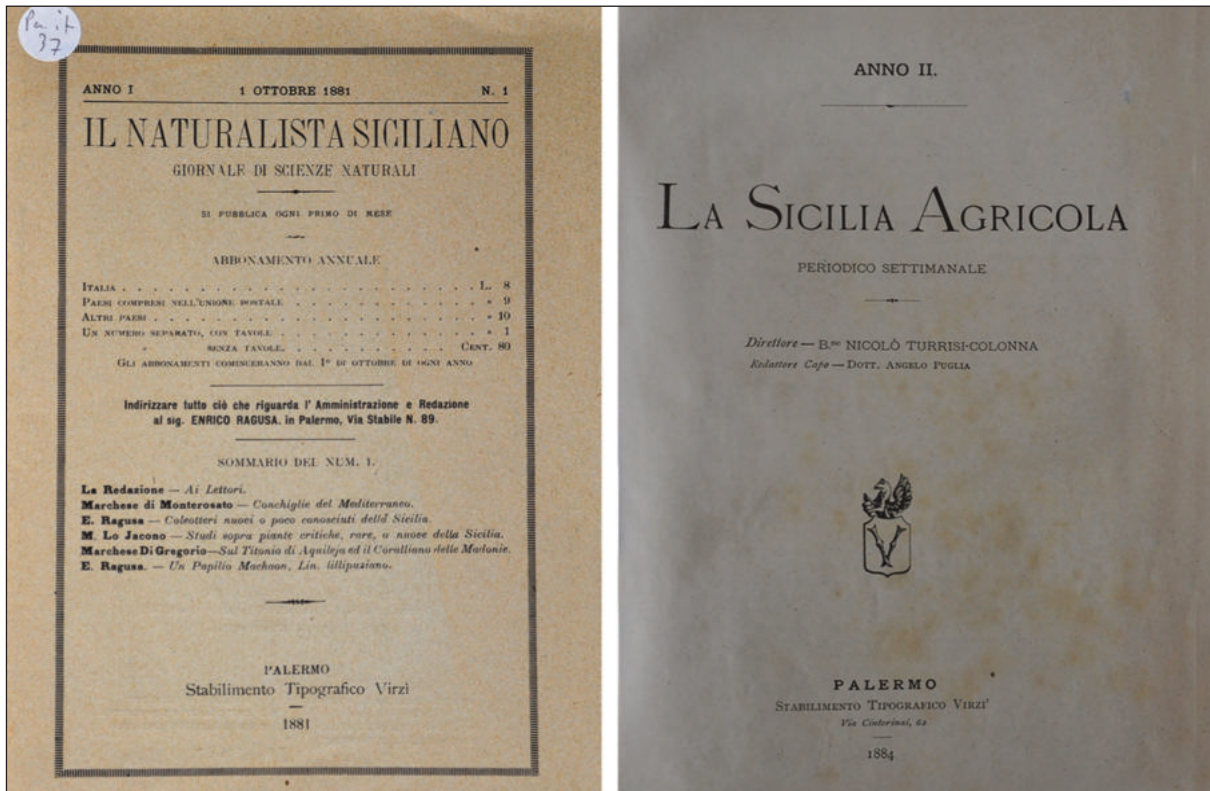 Pa. it
37
ANNO I 1 OTTOBRE 1881 N. 1
IL NATURALISTA SICILIANO
GIORNALE DI SCIENZE NATURALI
SI PUBBLICA OGNI PRIMO DI MESE
ABBONAMENTO ANNUALE
ITALIA . . . . . . . . . . . . . . . . . . . . . . . . L. 8
PAESI COMPRESI NELL'UNIONE POSTALE . . . . . . . . . . . » 9
ALTRI PAESI . . . . . . . . . . . . . . . . . . . . . . » 10
UN NUMERO SEPARATO, CON TAVOLE . . . . . . . . . . . . . » 1
» SENZA TAVOLE. . . . . . . . . . . CENT. 80
GLI ABBONAMENTI COMINCERANNO DAL 1º DI OTTOBRE DI OGNI ANNO
Indirizzare tutto ciò che riguarda l' Amministrazione e Redazione
al sig. ENRICO RAGUSA. in Palermo, Via Stabile N. 89.
SOMMARIO DEL NUM. 1.
La Redazione — Ai Lettori.
Marchese di Monterosato — Conchiglie del Mediterraneo.
E. Ragusa — Coleotteri nuovi o poco conosciuti della Sicilia.
M. Lo Jacono — Studi sopra piante critiche, rare, o nuove della Sicilia.
Marchese Di Gregorio—Sul Titonio di Aquileja ed il Coralliano delle Madonie.
E. Ragusa. — Un Papilio Machaon, Lin. lillipuziano.
PALERMO
Stabilimento Tipografico Virzì
1881
ANNO II.
LA SICILIA AGRICOLA
PERIODICO SETTIMANALE
Direttore — B.ne NICOLÒ TURRISI-COLONNA
Redattore Capo — DOTT. ANGELO PUGLIA
PALERMO
STABILIMENTO TIPOGRAFICO VIRZI'
Via Cintorinai, 62
1884